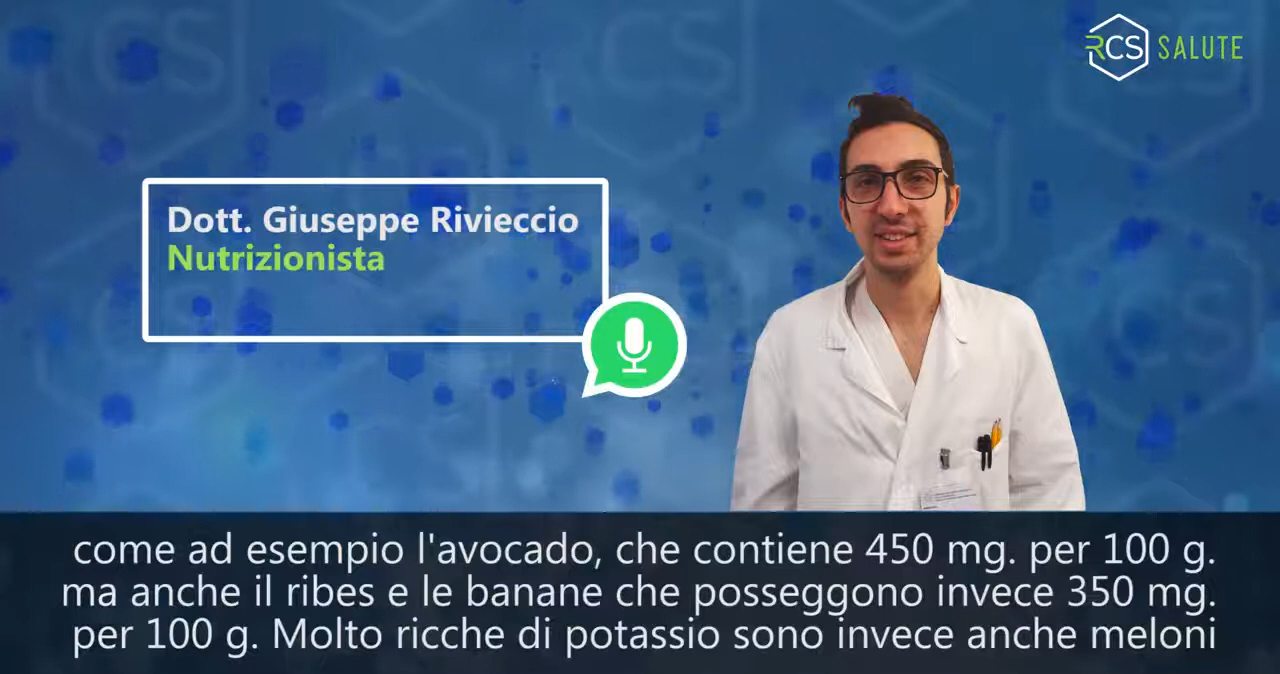 RCS SALUTE
Dott. Giuseppe Rivieccio
Nutrizionista
come ad esempio l'avocado, che contiene 450 mg. per 100 g.
ma anche il ribes e le banane che posseggono invece 350 mg.
per 100 g. Molto ricche di potassio sono invece anche meloni